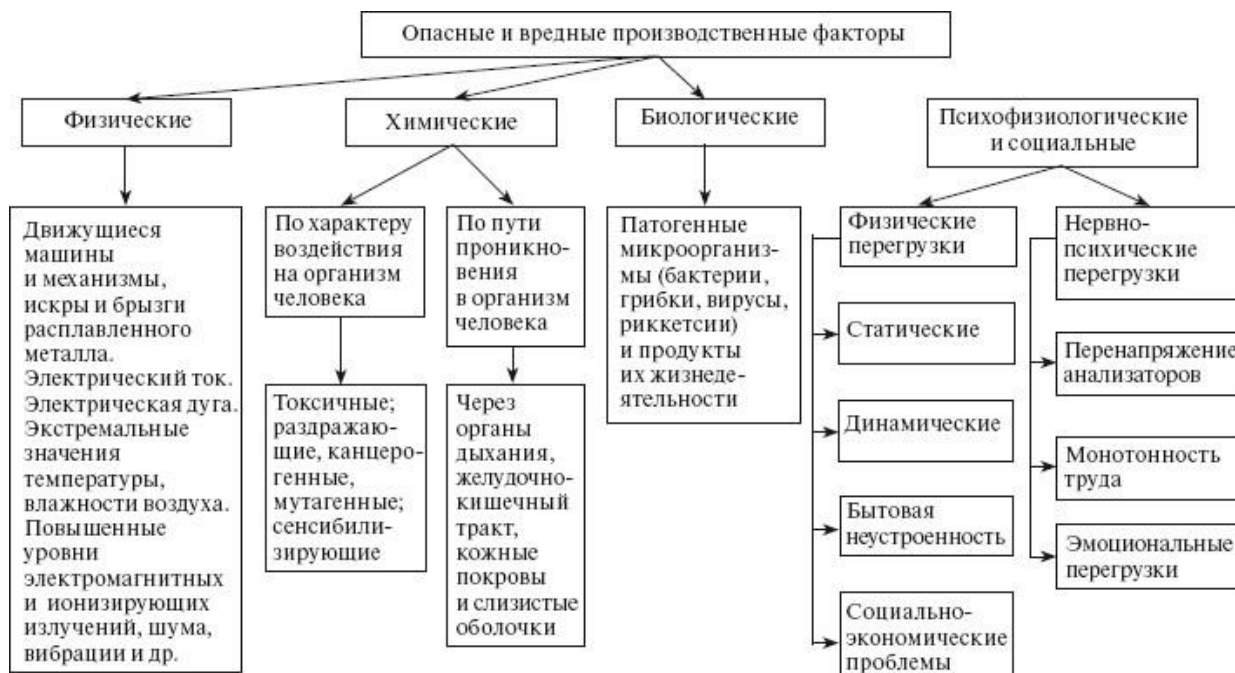 Опасные и вредные производственные факторы
Физические
Химические
Биологические
Психофизиологические
и социальные
Движущиеся
машины
и механизмы,
искры и брызги
расплавленного
металла.
Электрический ток.
Электрическая дуга.
Экстремальные
значения
температуры,
влажности воздуха.
Повышенные
уровни
электромагнитных
и ионизирующих
излучений, шума,
вибрации и др.
По характеру
воздействия
на организм
человека
Токсичные;
раздражаю-
щие, канцеро-
генные,
мутагенные;
сенсибили-
зирующие
По пути
проникно-
вения
в организм
человека
Через
органы
дыхания,
желудочно-
кишечный
тракт,
кожные
покровы
и слизистые
оболочки
Патогенные
микроорганиз-
мы (бактерии,
грибки, вирусы,
риккетсии)
и продукты
их жизнеде-
ятельности
Физические
перегрузки
Статические
Динамические
Бытовая
неустроенность
Социально-
экономические
проблемы
Нервно-
психические
перегрузки
Перенапряжение
анализаторов
Монотонность
труда
Эмоциональные
перегрузки